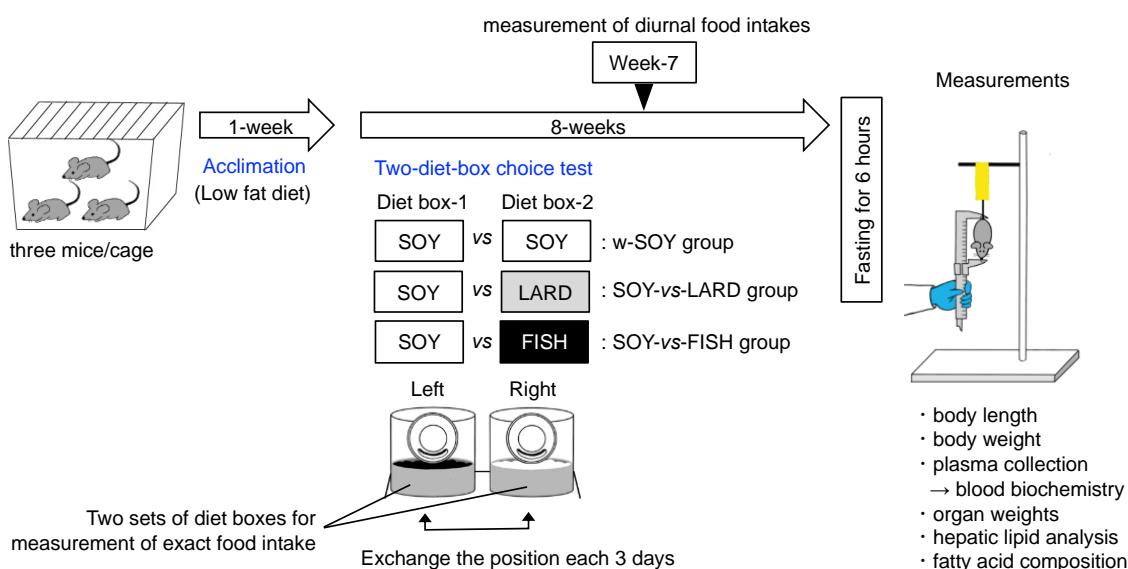 measurement of diurnal food intakes
Week-7
Measurements
1-week
8-weeks
Acclimation
(Low fat diet)
three mice/cage
Two-diet-box choice test
Diet box-1 Diet box-2
SOY vs SOY : w-SOY group
SOY vs LARD : SOY-vs-LARD group
SOY vs FISH : SOY-vs-FISH group
Fasting for 6 hours
Left Right
Two sets of diet boxes for
measurement of exact food intake
Exchange the position each 3 days
・body length
・body weight
・plasma collection
→ blood biochemistry
・organ weights
・hepatic lipid analysis
・fatty acid composition